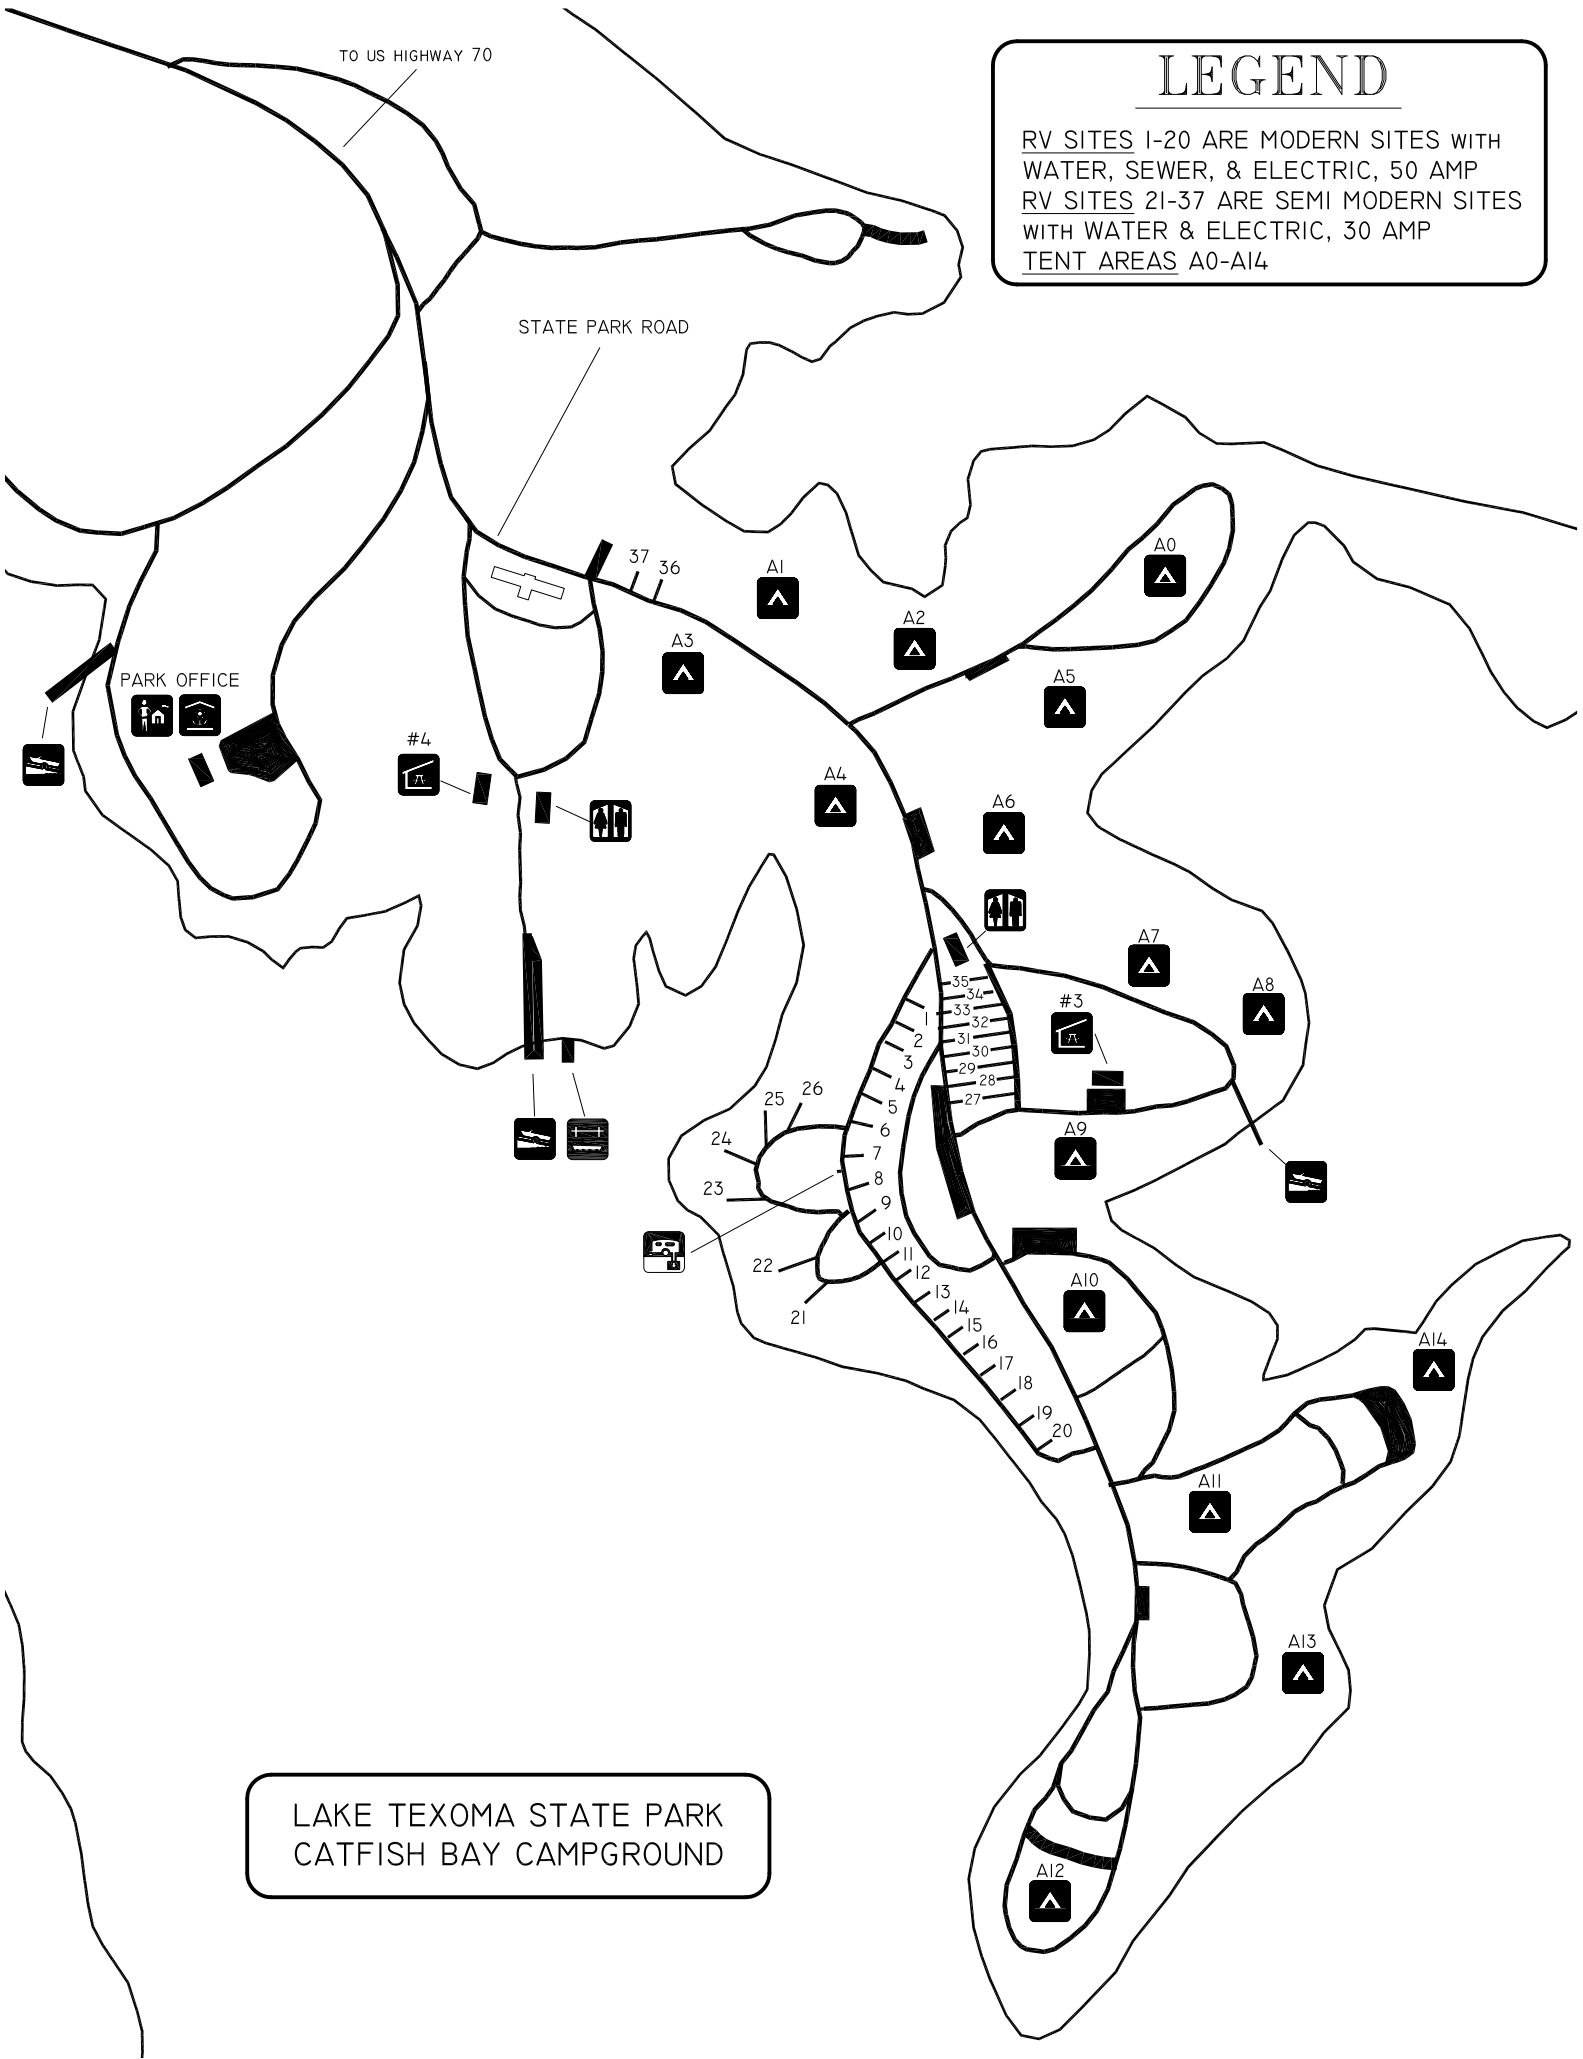 TO US HIGHWAY 70
LEGEND
RV SITES 1-20 ARE MODERN SITES WITH
WATER, SEWER, & ELECTRIC, 50 AMP
RV SITES 21-37 ARE SEMI MODERN SITES
WITH WATER & ELECTRIC, 30 AMP
TENT AREAS A0-A14
STATE PARK ROAD
37
36
A1
A0
A2
A3
A5
PARK OFFICE
#4
A4
A6
A7
A8
35
34
33
32
31
30
29
28
27
#3
1
2
3
4
5
6
7
8
9
10
11
12
13
14
15
16
17
18
19
20
26
25
24
23
22
21
A9
A10
A14
A11
A13
A12
LAKE TEXOMA STATE PARK
CATFISH BAY CAMPGROUND